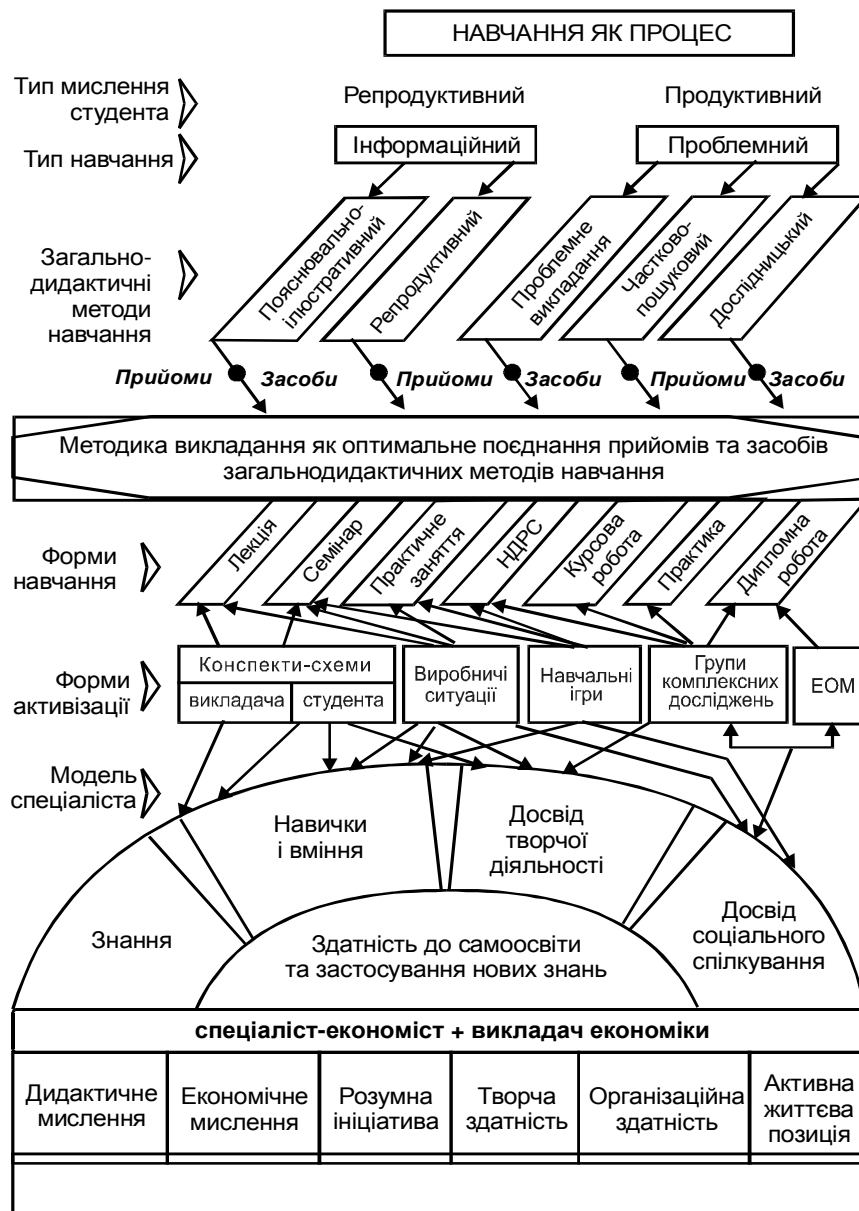 НАВЧАННЯ ЯК ПРОЦЕС
Тип мислення
студента
Репродуктивний
Продуктивний
Тип навчання
Інформаційний
Проблемний
Загально-
дидактичні
методи
навчання
Пояснювально-
ілюстративний
Репродуктивний
Проблемне
викладання
Частково-
пошуковий
Дослідницький
Прийоми
Засоби
Прийоми
Засоби
Прийоми
Засоби
Методика викладання як оптимальне поєднання прийомів та засобів
загальнодидактичних методів навчання
Форми
навчання
Лекція
Семінар
Практичне
заняття
НДРС
Курсова
робота
Практика
Дипломна
робота
Форми
активізації
Конспекти-схеми
викладача
студента
Виробничі
ситуації
Навчальні
ігри
Групи
комплексних
досліджень
ЕОМ
Модель
спеціаліста
Знання
Навички
і вміння
Досвід
творчої
діяльності
Досвід
соціального
спілкування
Здатність до самоосвіти
та застосування нових знань
спеціаліст-економіст + викладач економіки
Дидактичне
мислення
Економічне
мислення
Розумна
ініціатива
Творча
здатність
Організаційна
здатність
Активна
життєва
позиція